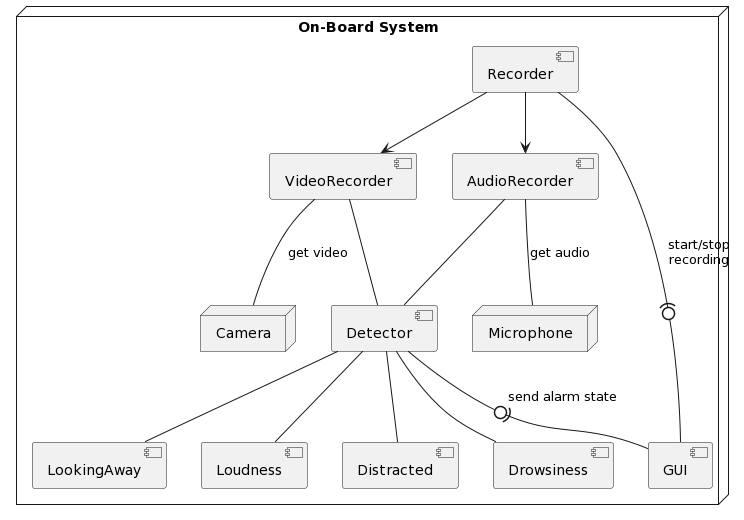 On-Board System
Recorder
VideoRecorder
AudioRecorder
start/stop
recording
get video
get audio
Camera
Detector
Microphone
send alarm state
LookingAway
Loudness
Distracted
Drowsiness
GUI